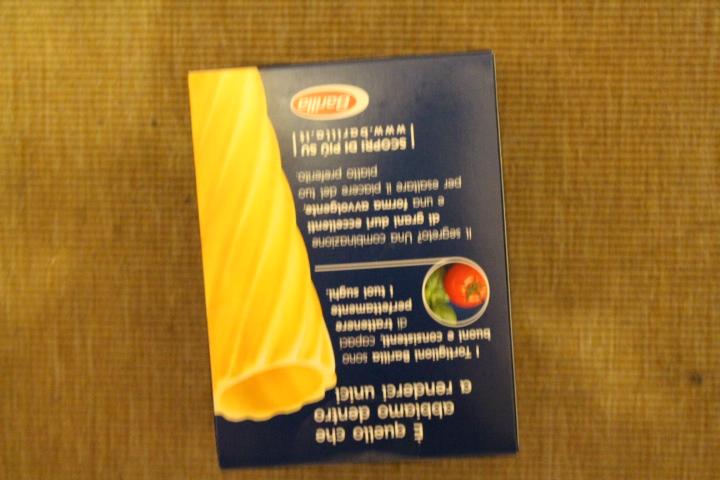 È quello che
abbiamo dentro
a renderci unici
I Tortiglioni Barilla sono
buoni e consistenti, capaci
di trattenere
perfettamente
i tuoi sughi.
Il segreto? Una combinazione
di grani duri eccellenti
e una forma avvolgente,
per esaltare il piacere del tuo
piatto preferito.
SCOPRI DI PIÙ SU
www.barilla.it
Barilla